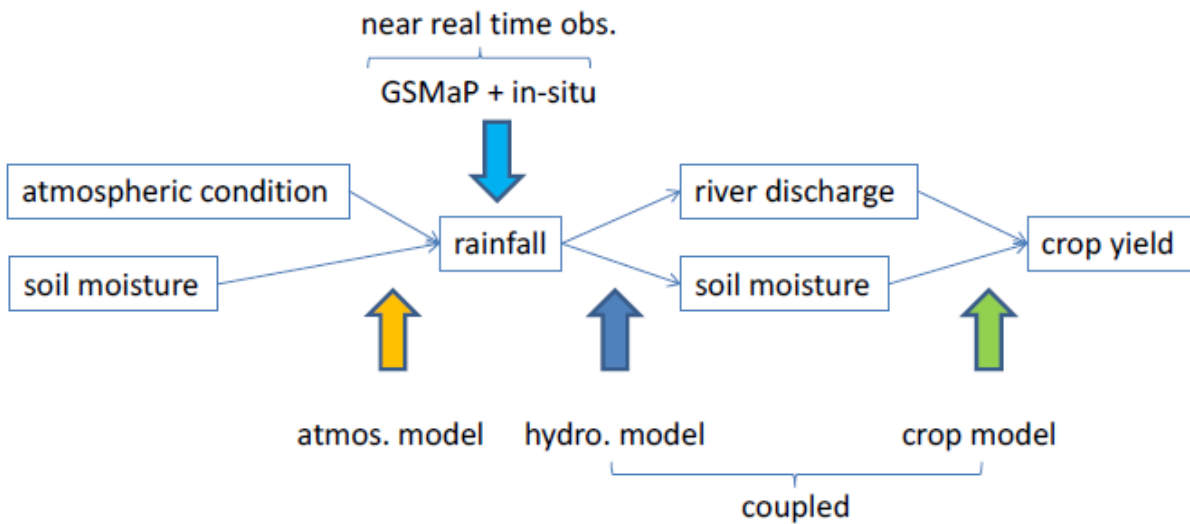 near real time obs.
GSMaP + in-situ
atmospheric condition
river discharge
rainfall
crop yield
soil moisture
soil moisture
atmos. model
hydro. model
crop model
coupled